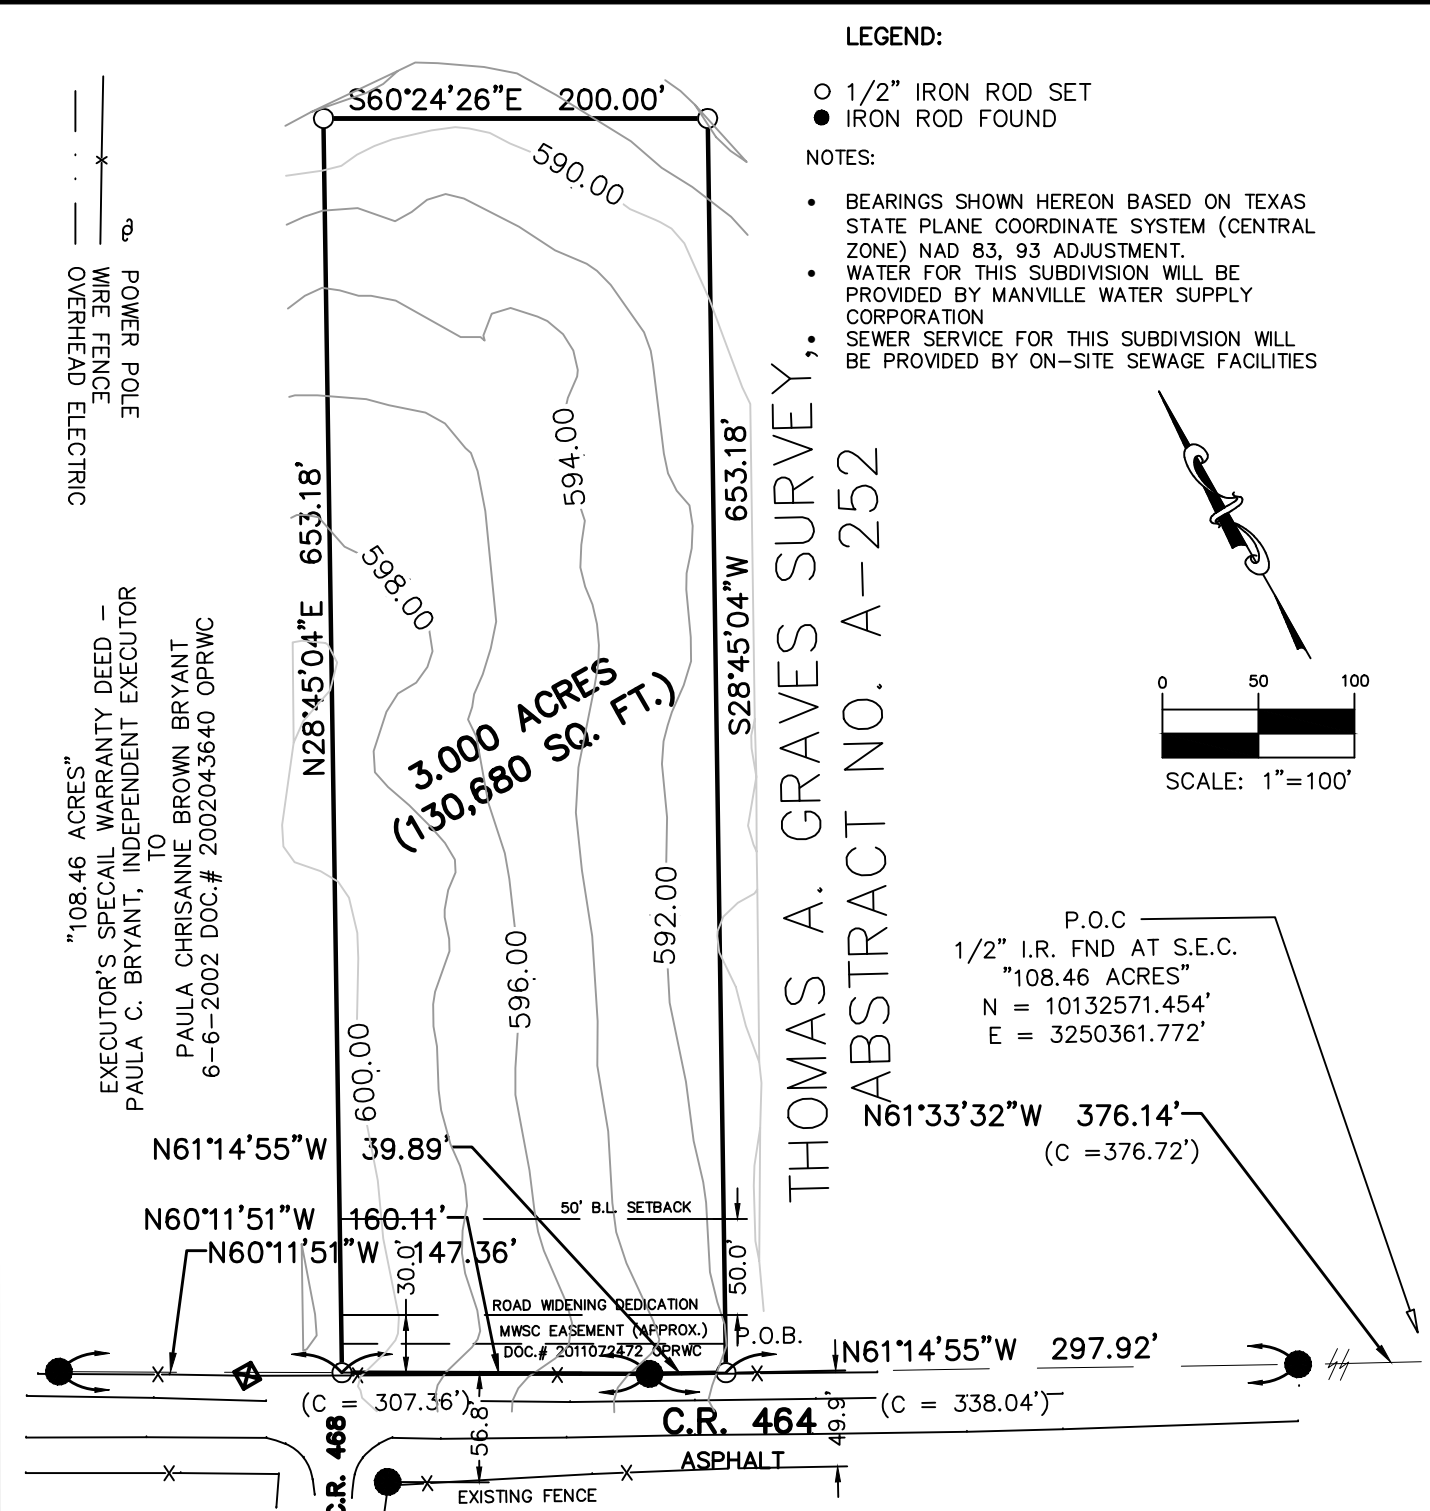 LEGEND:
1/2" IRON ROD SET
IRON ROD FOUND
NOTES:
• BEARINGS SHOWN HEREON BASED ON TEXAS
STATE PLANE COORDINATE SYSTEM (CENTRAL
ZONE) NAD 83, 93 ADJUSTMENT.
• WATER FOR THIS SUBDIVISION WILL BE
PROVIDED BY MANVILLE WATER SUPPLY
CORPORATION
• SEWER SERVICE FOR THIS SUBDIVISION WILL
BE PROVIDED BY ON-SITE SEWAGE FACILITIES
S60°24'26"E 200.00'
POWER POLE
WIRE FENCE
OVERHEAD ELECTRIC
590.00
594.00
598.00
592.00
596.00
600.00
N28°45'04"E 653.18'
S28°45'04"W 653.18'
3.000 ACRES
(130,680 SQ. FT.)
THOMAS A. GRAVES SURVEY,
ABSTRACT NO. A-252
"108.46 ACRES"
EXECUTOR'S SPECAIL WARRANTY DEED -
PAULA C. BRYANT, INDEPENDENT EXECUTOR
TO
PAULA CHRISANNE BROWN BRYANT
6-6-2002 DOC.# 2002043640 OPRWC
0 50 100
SCALE: 1"=100'
P.O.C
1/2" I.R. FND AT S.E.C.
"108.46 ACRES"
N = 10132571.454'
E = 3250361.772'
N61°33'32"W 376.14'
(C =376.72')
N61°14'55"W 39.89'
N60°11'51"W 160.11'
N60°11'51"W 147.36'
50' B.L. SETBACK
30.0'
50.0'
ROAD WIDENING DEDICATION
MWSC EASEMENT (APPROX.)
DOC.# 2011072472 OPRWC
P.O.B.
N61°14'55"W 297.92'
(C = 307.36')
(C = 338.04')
56.8'
49.9'
C.R. 464
ASPHALT
C.R. 468
EXISTING FENCE